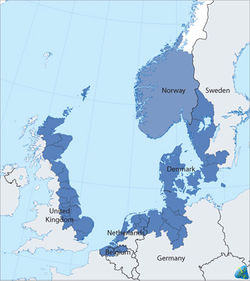 Norway
Sweden
Denmark
United
Kingdom
Netherlands
Belgium
Germany